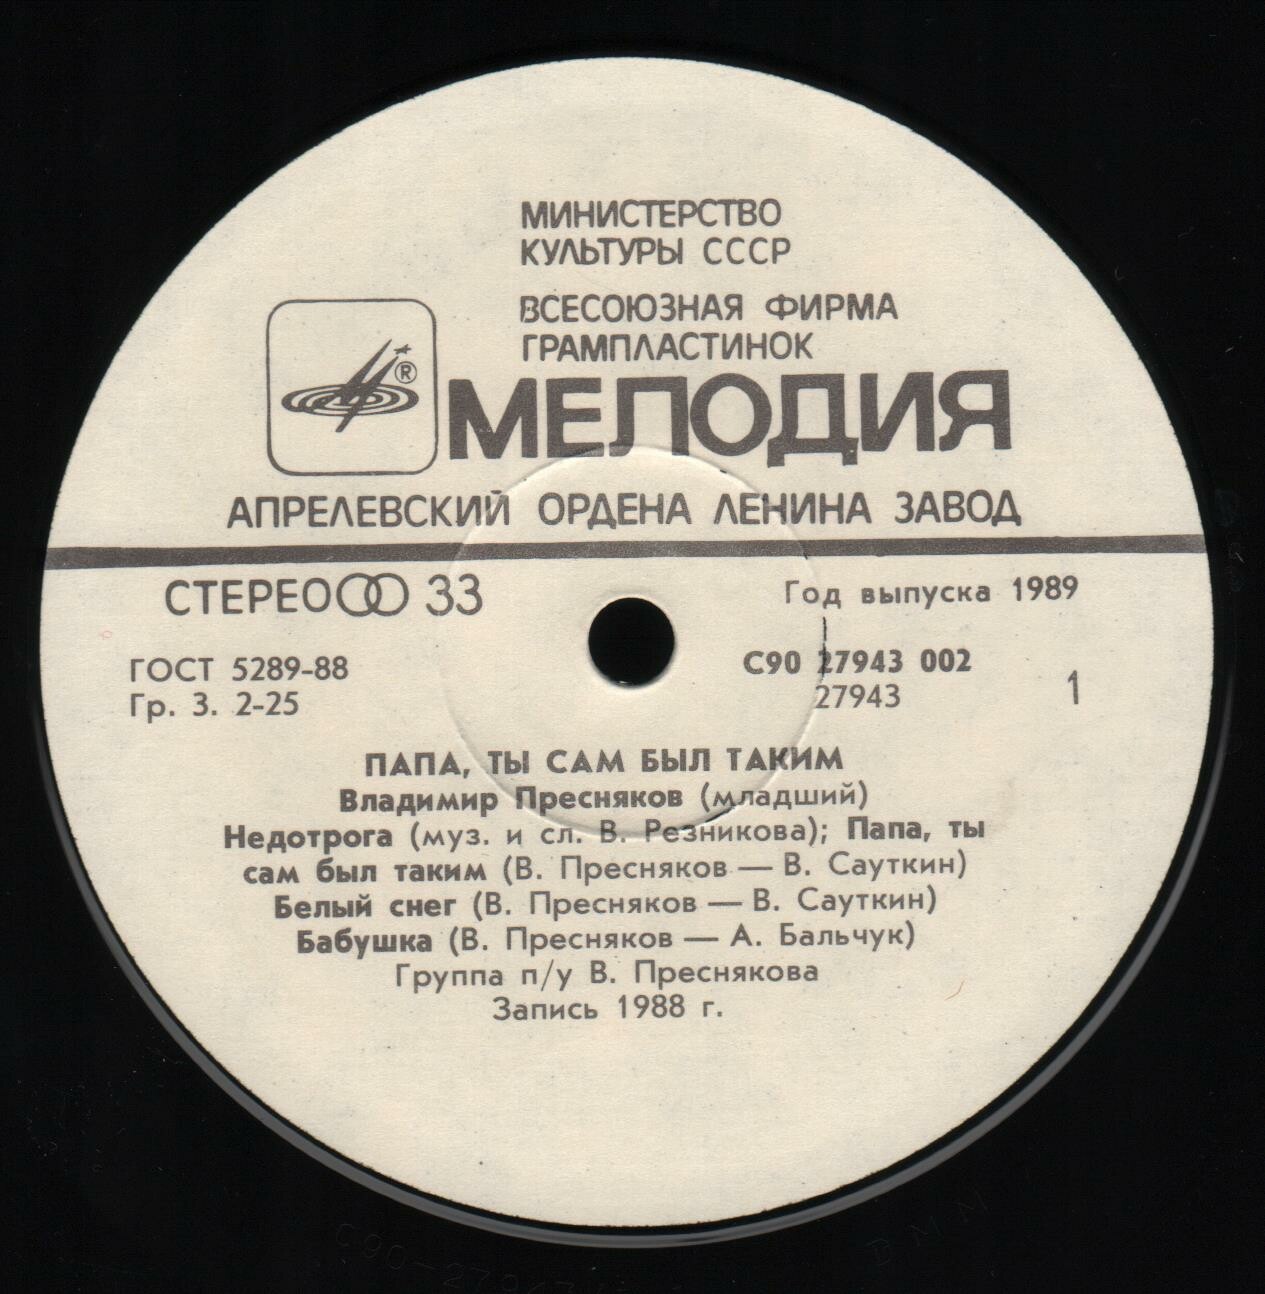 МИНИСТЕРСТВО
КУЛЬТУРЫ СССР
ВСЕСОЮЗНАЯ ФИРМА
ГРАМПЛАСТИНОК
®
МЕЛОДИЯ
АПРЕЛЕВСКИЙ ОРДЕНА ЛЕНИНА ЗАВОД
СТЕРЕО 33
Год выпуска 1989
ГОСТ 5289-88
Гр. 3. 2-25
С90 27943 002
27943
1
ПАПА, ТЫ САМ БЫЛ ТАКИМ
Владимир Пресняков (младший)
Недотрога (муз. и сл. В. Резникова); Папа, ты
сам был таким (В. Пресняков — В. Сауткин)
Белый снег (В. Пресняков — В. Сауткин)
Бабушка (В. Пресняков — А. Бальчук)
Группа п/у В. Преснякова
Запись 1988 г.
DMM